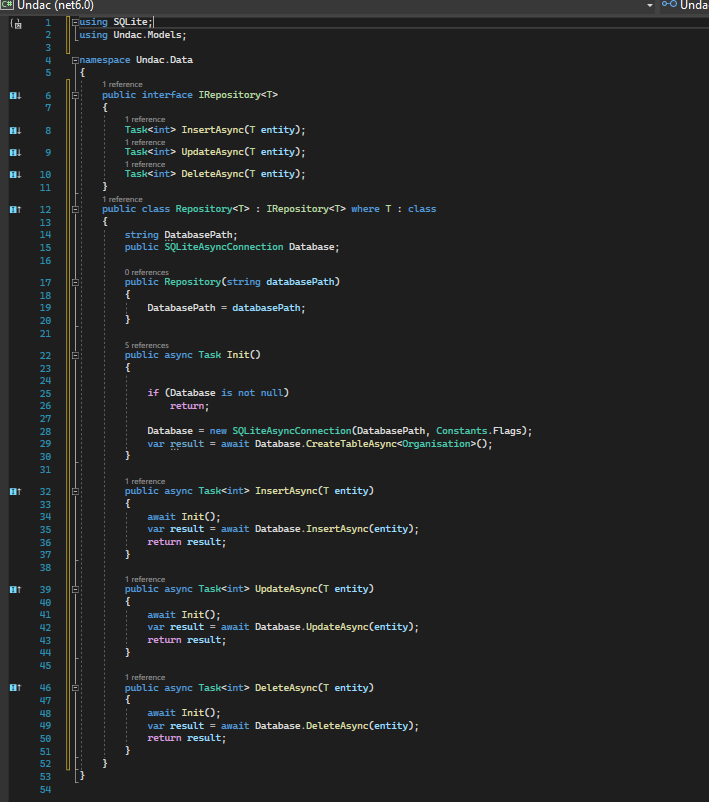 Undac (net6.0)
Unda
1 using SQLite;
2 using Undac.Models;
3
4 namespace Undac.Data
5 {
1 reference
6 public interface IRepository<T>
7 {
1 reference
8 Task<int> InsertAsync(T entity);
1 reference
9 Task<int> UpdateAsync(T entity);
1 reference
10 Task<int> DeleteAsync(T entity);
11 }
1 reference
12 public class Repository<T> : IRepository<T> where T : class
13 {
14 string DatabasePath;
15 public SQLiteAsyncConnection Database;
16
0 references
17 public Repository(string databasePath)
18 {
19 DatabasePath = databasePath;
20 }
21
5 references
22 public async Task Init()
23 {
24
25 if (Database is not null)
26 return;
27
28 Database = new SQLiteAsyncConnection(DatabasePath, Constants.Flags);
29 var result = await Database.CreateTableAsync<Organisation>();
30 }
31
1 reference
32 public async Task<int> InsertAsync(T entity)
33 {
34 await Init();
35 var result = await Database.InsertAsync(entity);
36 return result;
37 }
38
1 reference
39 public async Task<int> UpdateAsync(T entity)
40 {
41 await Init();
42 var result = await Database.UpdateAsync(entity);
43 return result;
44 }
45
1 reference
46 public async Task<int> DeleteAsync(T entity)
47 {
48 await Init();
49 var result = await Database.DeleteAsync(entity);
50 return result;
51 }
52 }
53 }
54